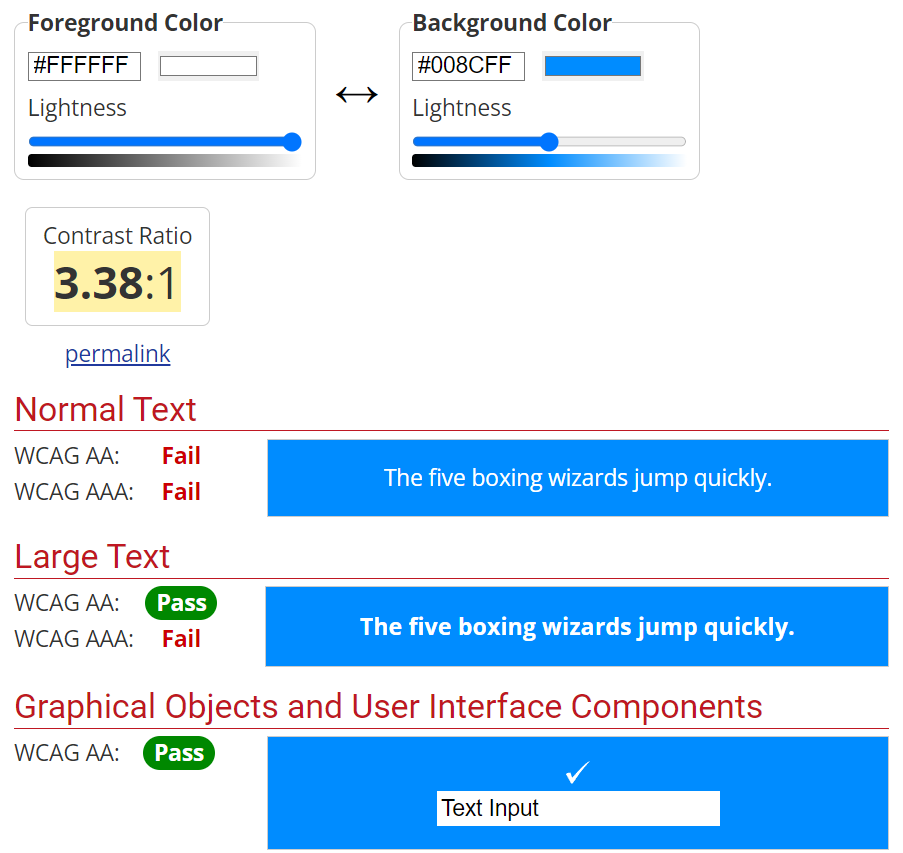 Foreground Color
#FFFFFF
Lightness
Background Color
#008CFF
Lightness
Contrast Ratio
3.38:1
permalink
Normal Text
WCAG AA: Fail
WCAG AAA: Fail
The five boxing wizards jump quickly.
Large Text
WCAG AA: Pass
WCAG AAA: Fail
The five boxing wizards jump quickly.
Graphical Objects and User Interface Components
WCAG AA: Pass
✓
Text Input